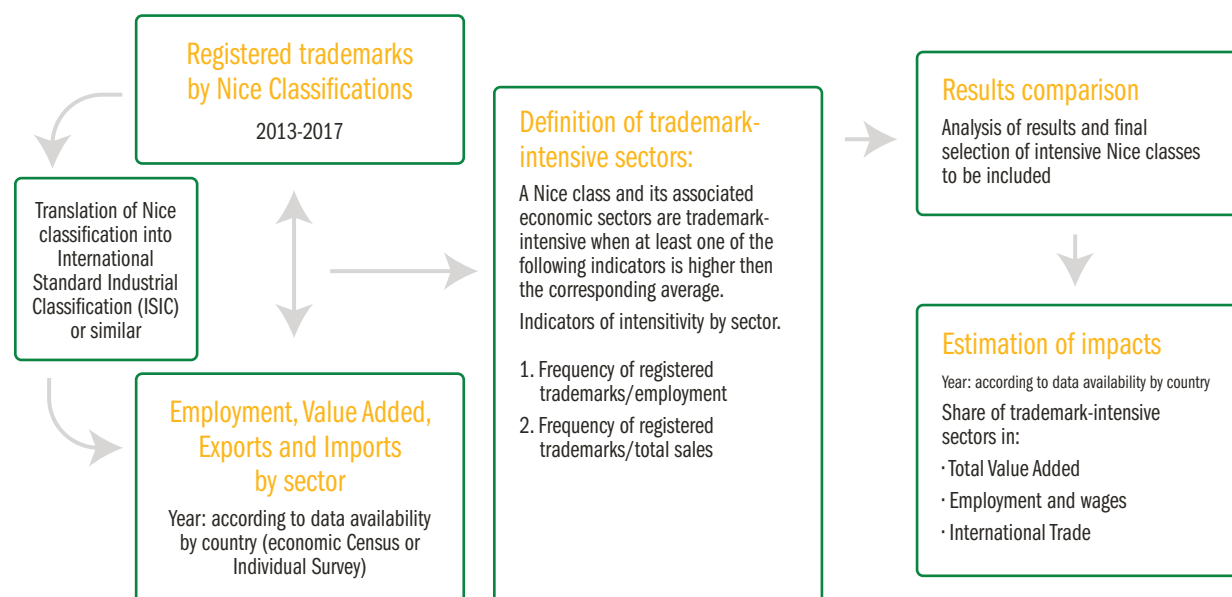 Registered trademarks
by Nice Classifications
2013-2017
Translation of Nice
classification into
International
Standard Industrial
Classification (ISIC)
or similar
Employment, Value Added,
Exports and Imports
by sector
Year: according to data availability
by country (economic Census or
Individual Survey)
Definition of trademark-
intensive sectors:
A Nice class and its associated
economic sectors are trademark-
intensive when at least one of the
following indicators is higher then
the corresponding average.
Indicators of intensitivity by sector.
1. Frequency of registered
trademarks/employment
2. Frequency of registered
trademarks/total sales
Results comparison
Analysis of results and final
selection of intensive Nice classes
to be included
Estimation of impacts
Year: according to data availability by country
Share of trademark-intensive
sectors in:
· Total Value Added
· Employment and wages
· International Trade